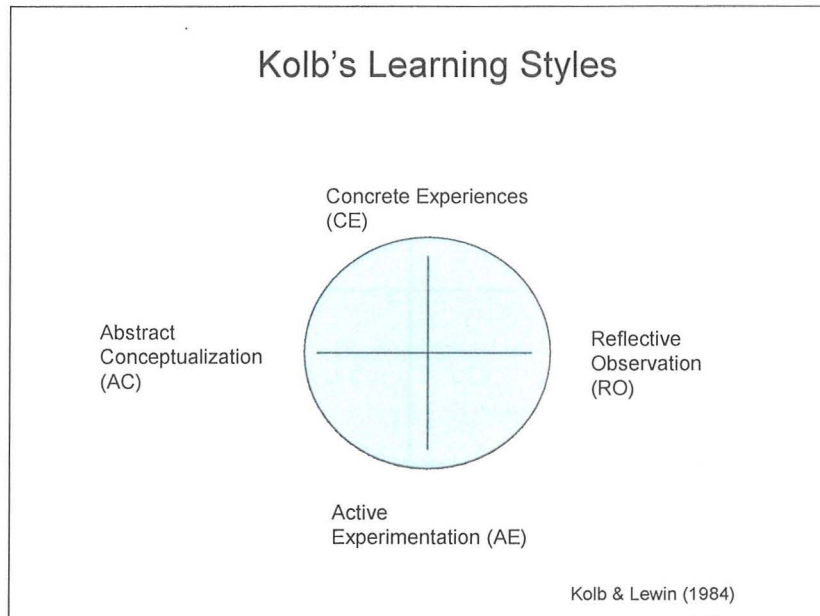 Kolb's Learning Styles
Concrete Experiences
(CE)
Abstract
Conceptualization
(AC)
Reflective
Observation
(RO)
Active
Experimentation (AE)
Kolb & Lewin (1984)